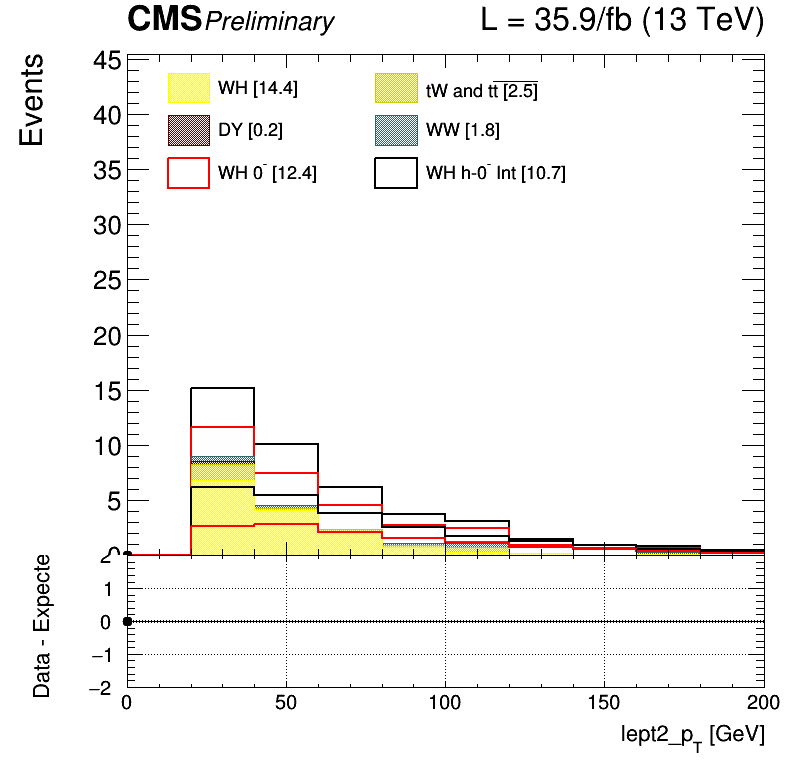 CMS Preliminary L = 35.9/fb (13 TeV)
Events
45
40
35
30
25
20
15
10
5
0
WH [14.4]
tW and tt̅ [2.5]
DY [0.2]
WW [1.8]
WH 0⁻ [12.4]
WH h-0⁻ Int [10.7]
Data - Expecte
2
1
0
−1
−2
0 50 100 150 200
lept2_p_T [GeV]